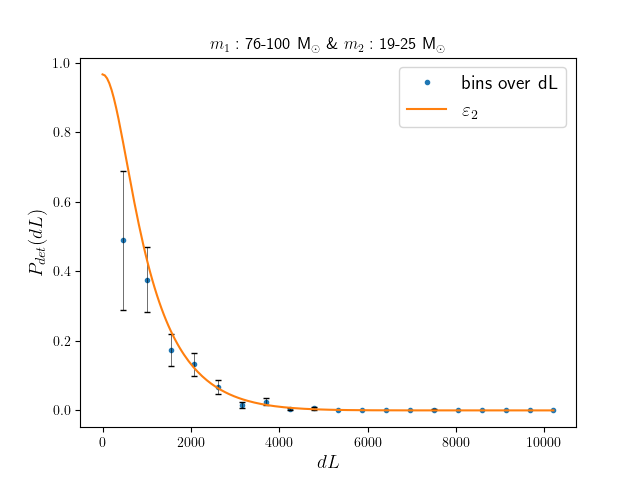 m₁ : 76-100 M⊙ & m₂ : 19-25 M⊙
1.0
0.8
0.6
0.4
0.2
0.0
P_det(dL)
bins over dL
ε₂
0 2000 4000 6000 8000 10000
dL